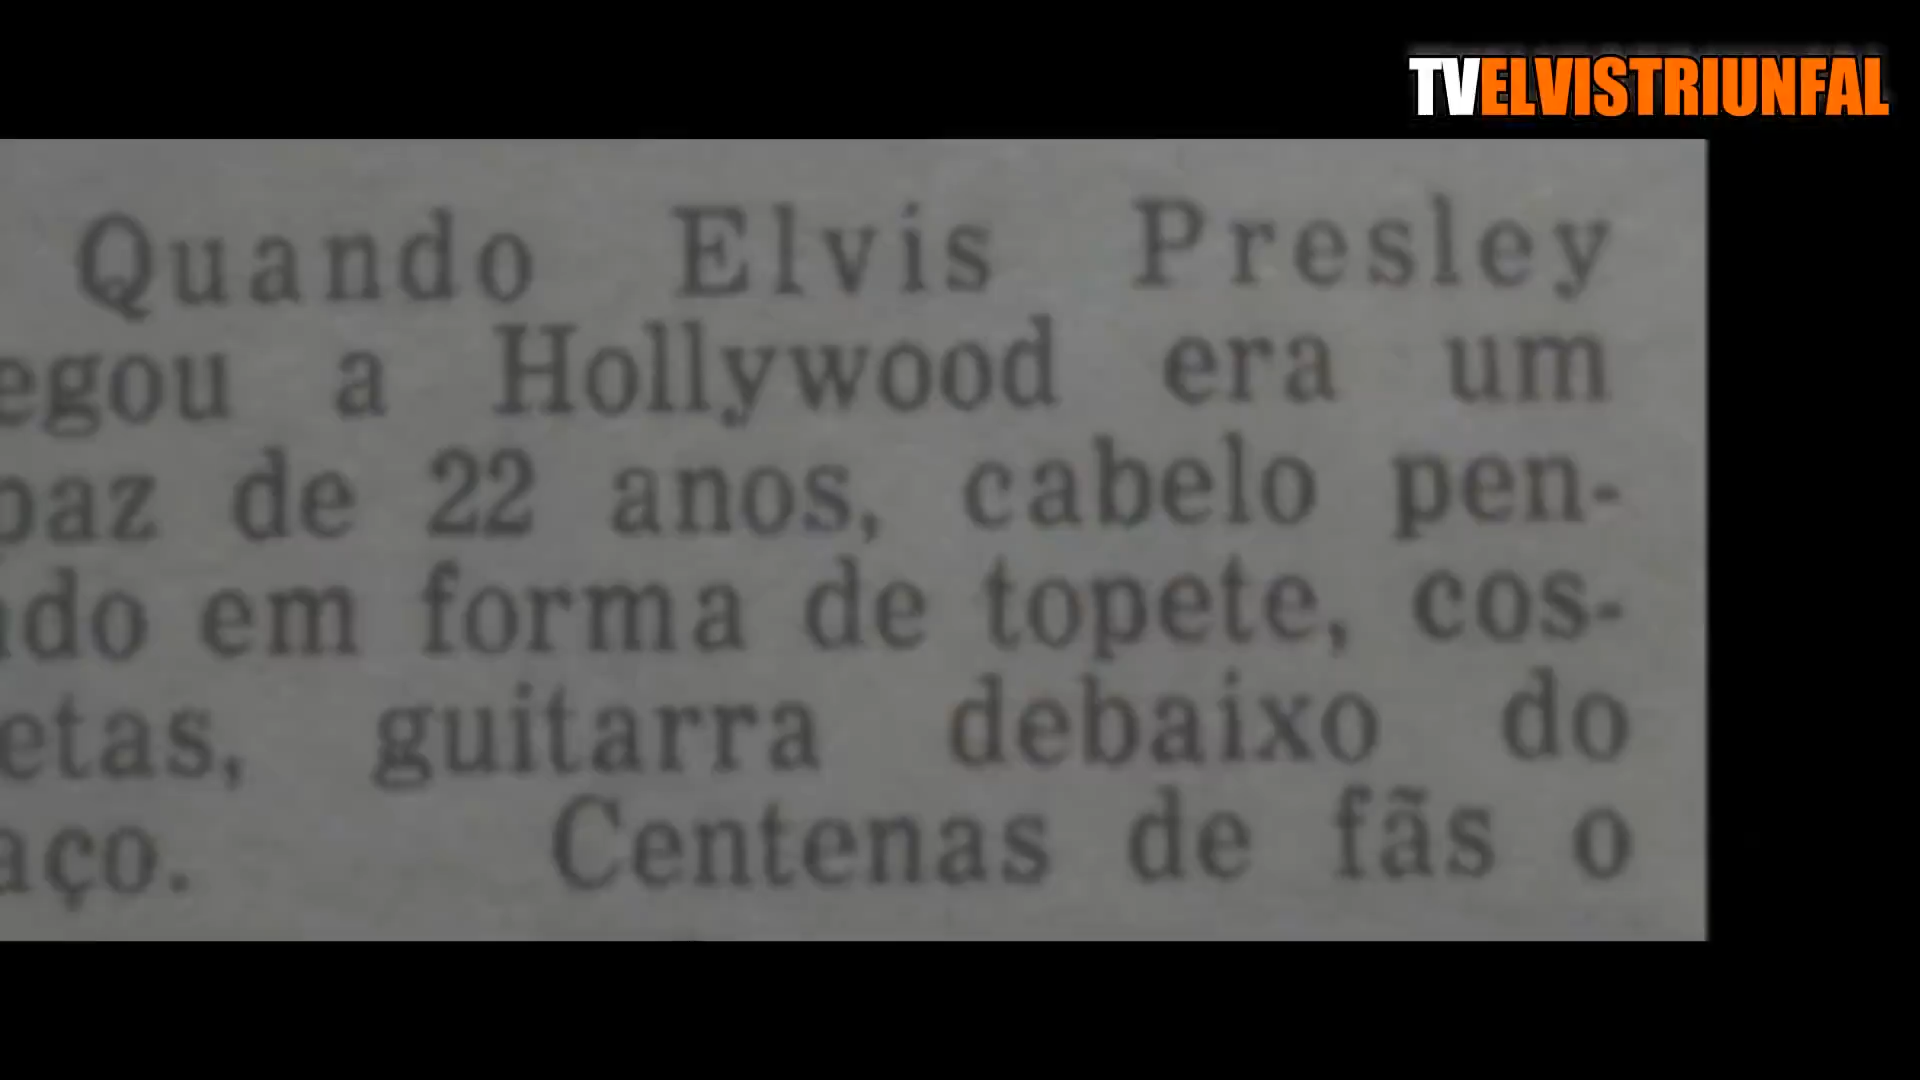 TVELVISTRIUNFAL
Quando Elvis Presley
egou a Hollywood era um
paz de 22 anos, cabelo pen-
do em forma de topete, cos-
etas, guitarra debaixo do
aço. Centenas de fãs o